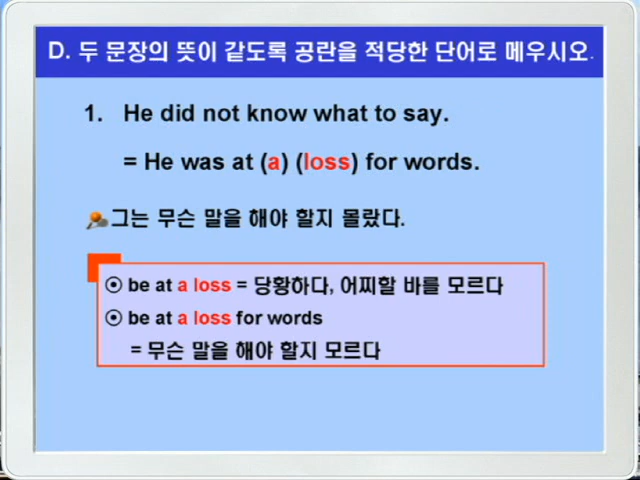 D. 두 문장의 뜻이 같도록 공란을 적당한 단어로 메우시오.
1. He did not know what to say.
= He was at (a) (loss) for words.
그는 무슨 말을 해야 할지 몰랐다.
⊙ be at a loss = 당황하다, 어찌할 바를 모르다
⊙ be at a loss for words
= 무슨 말을 해야 할지 모르다